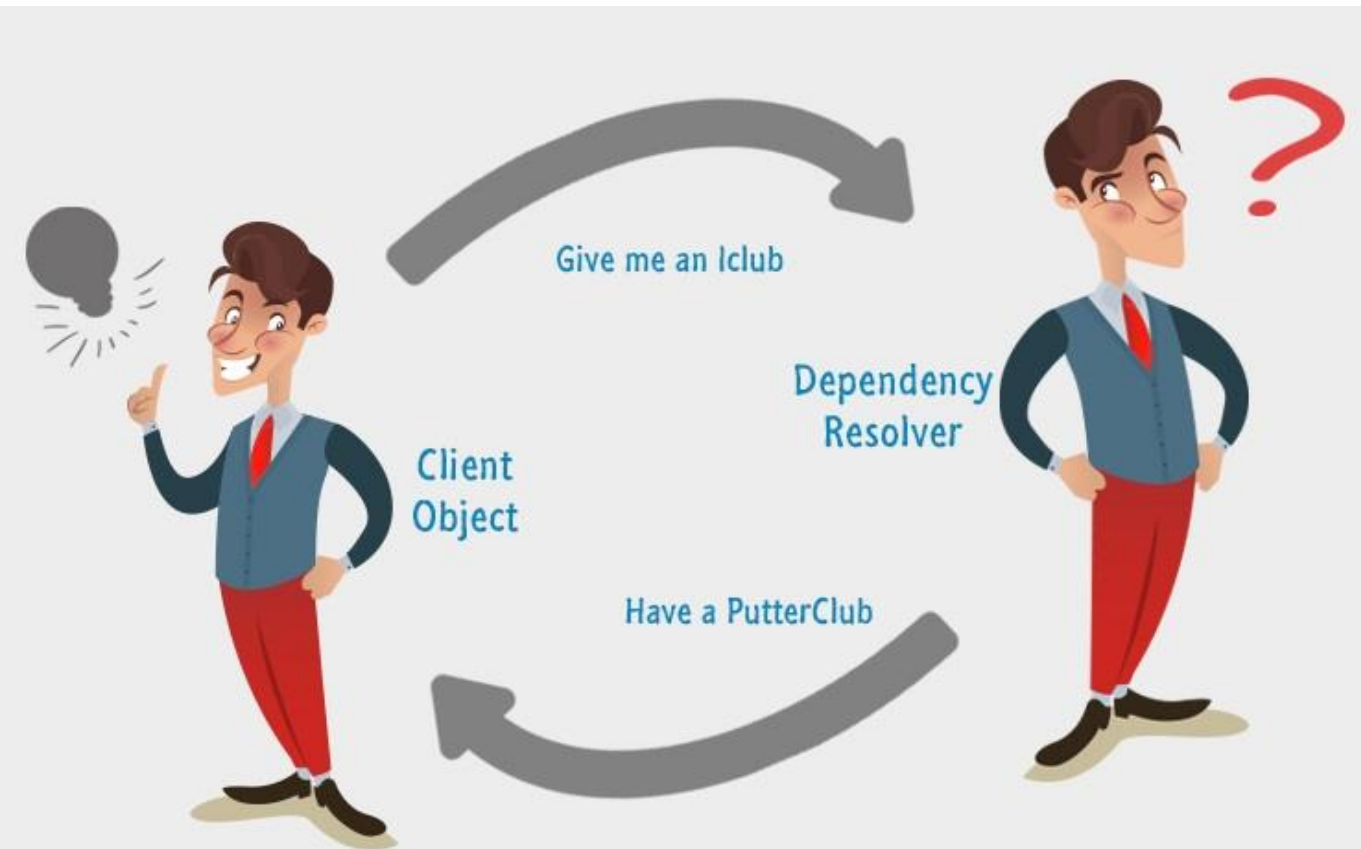 Give me an Iclub
Dependency
Resolver
Client
Object
Have a PutterClub